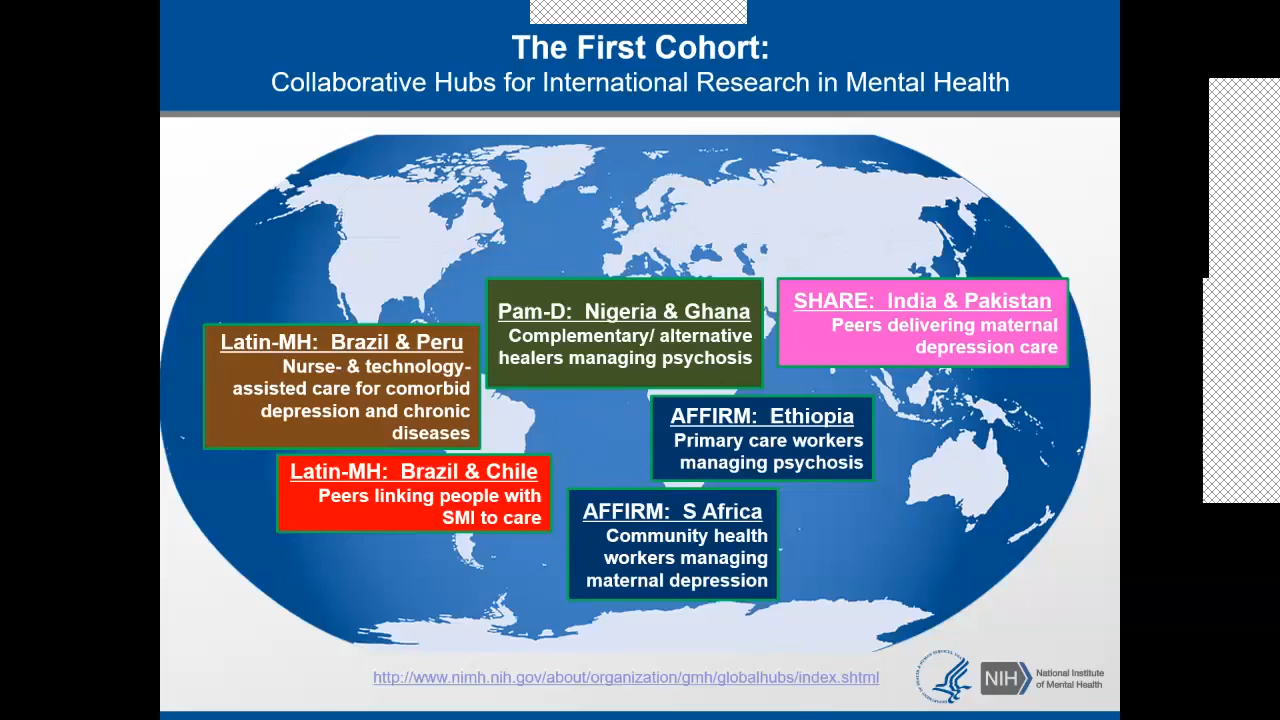 The First Cohort:
Collaborative Hubs for International Research in Mental Health
Pam-D: Nigeria & Ghana
Complementary/ alternative
healers managing psychosis
SHARE: India & Pakistan
Peers delivering maternal
depression care
Latin-MH: Brazil & Peru
Nurse- & technology-
assisted care for comorbid
depression and chronic
diseases
AFFIRM: Ethiopia
Primary care workers
managing psychosis
Latin-MH: Brazil & Chile
Peers linking people with
SMI to care
AFFIRM: S Africa
Community health
workers managing
maternal depression
http://www.nimh.nih.gov/about/organization/gmh/globalhubs/index.shtml
NIH
National Institute
of Mental Health